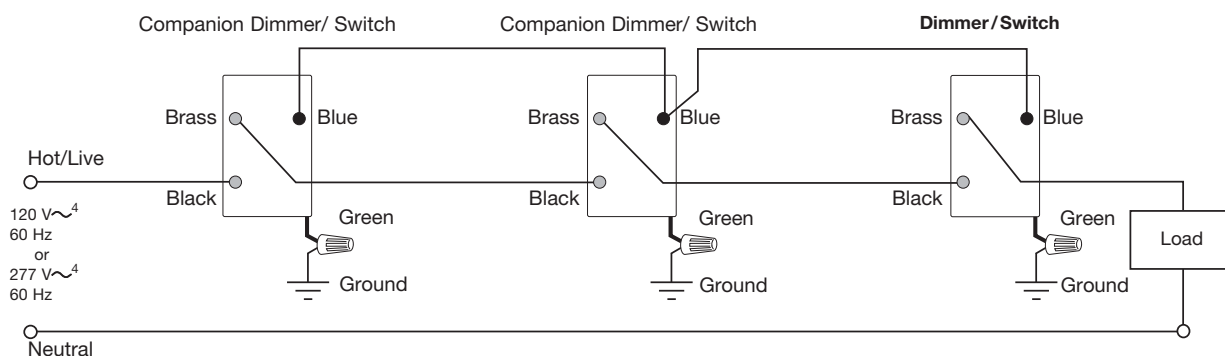 Companion Dimmer/ Switch
Companion Dimmer/ Switch
Dimmer/Switch
Brass
Blue
Brass
Blue
Brass
Blue
Hot/Live
Black
Black
Black
120 V~4
60 Hz
or
277 V~4
60 Hz
Green
Green
Green
Load
Ground
Ground
Ground
Neutral